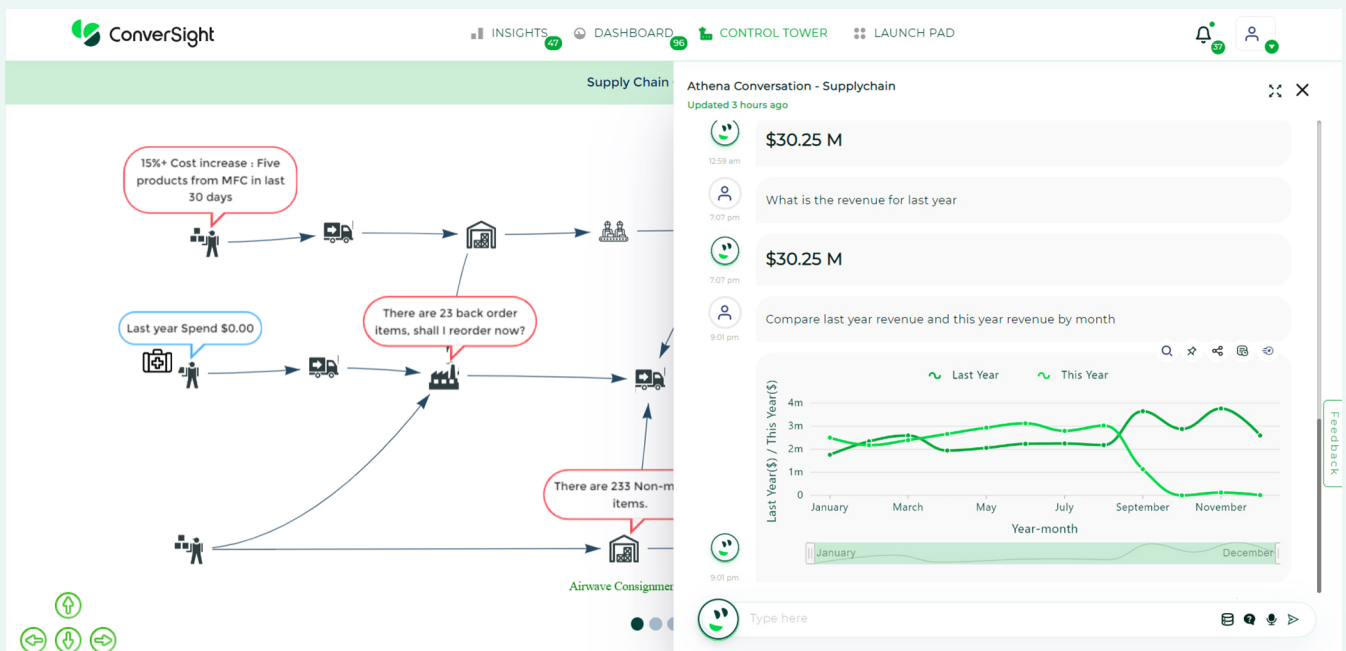 ConverSight
INSIGHTS
47
DASHBOARD
96
CONTROL TOWER
LAUNCH PAD
37
Supply Chain
15%+ Cost increase : Five
products from MFC in last
30 days
Last year Spend $0.00
There are 23 back order
items, shall I reorder now?
There are 233 Non-m
items.
Airwave Consignmen
Athena Conversation - Supplychain
Updated 3 hours ago
$30.25 M
12:59 am
What is the revenue for last year
7:07 pm
$30.25 M
7:07 pm
Compare last year revenue and this year revenue by month
9:01 pm
Last Year
This Year
Last Year($) / This Year($)
4m
3m
2m
1m
0
January
March
May
July
September
November
Year-month
January
December
9:01 pm
Type here
Feedback